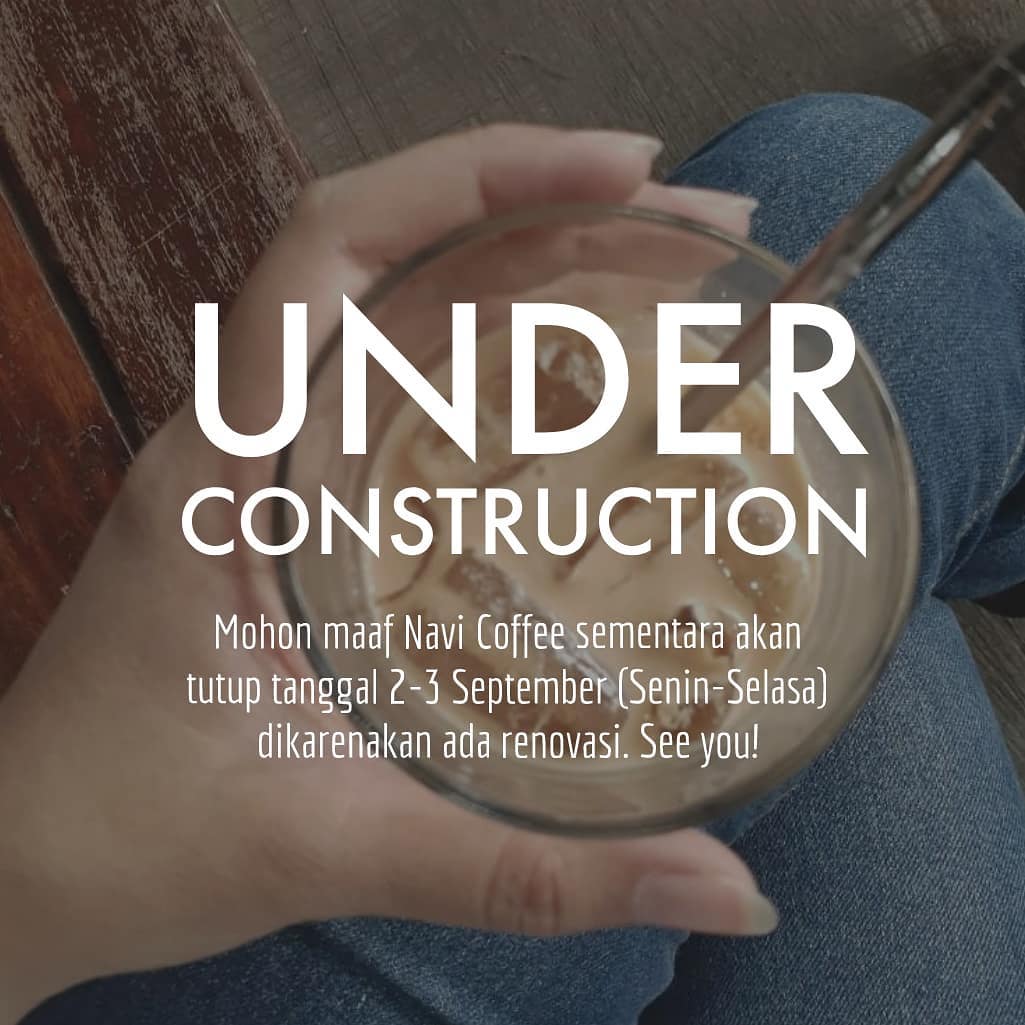 UNDER
CONSTRUCTION
Mohon maaf Navi Coffee sementara akan
tutup tanggal 2-3 September (Senin-Selasa)
dikarenakan ada renovasi. See you!